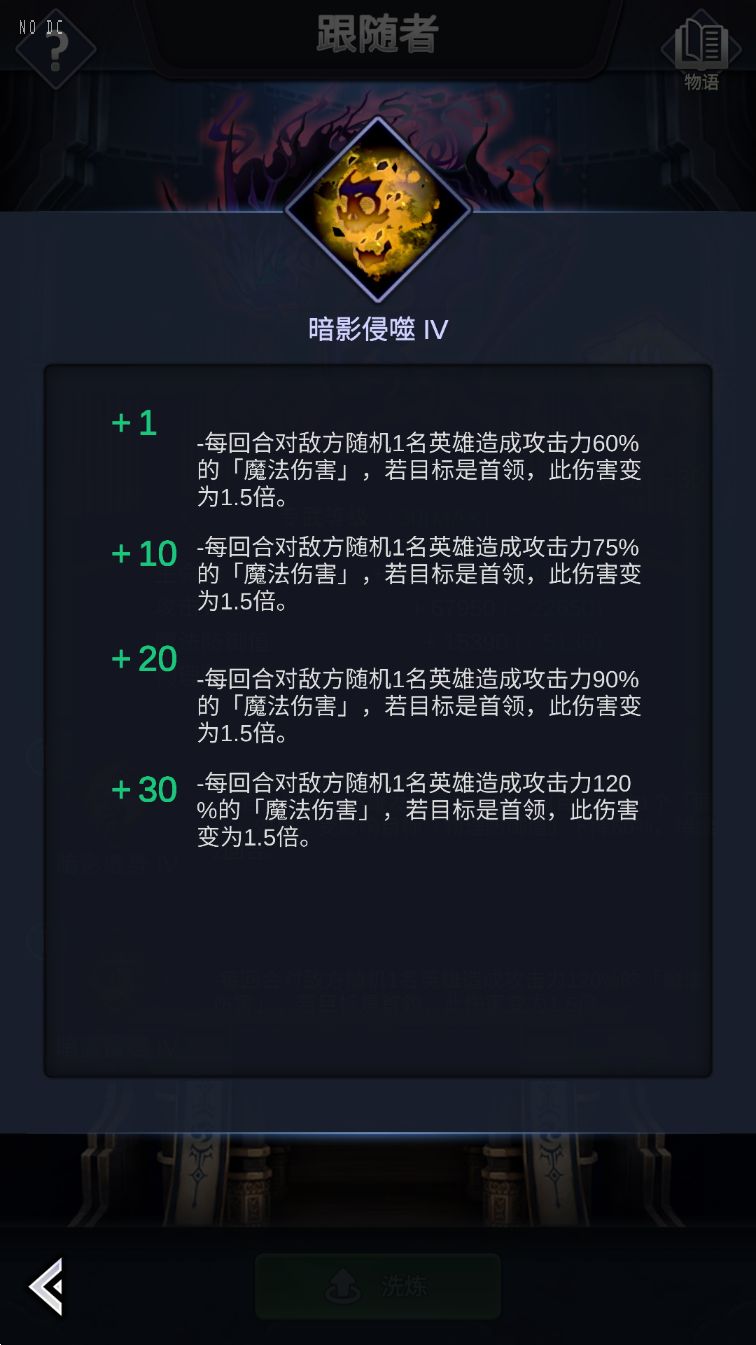 NO DC
跟随者
物语
暗影侵噬 IV
+1
-每回合对敌方随机1名英雄造成攻击力60%
的「魔法伤害」，若目标是首领，此伤害变
为1.5倍。
+10
-每回合对敌方随机1名英雄造成攻击力75%
的「魔法伤害」，若目标是首领，此伤害变
为1.5倍。
+20
-每回合对敌方随机1名英雄造成攻击力90%
的「魔法伤害」，若目标是首领，此伤害变
为1.5倍。
+30
-每回合对敌方随机1名英雄造成攻击力120
%的「魔法伤害」，若目标是首领，此伤害
变为1.5倍。
洗炼